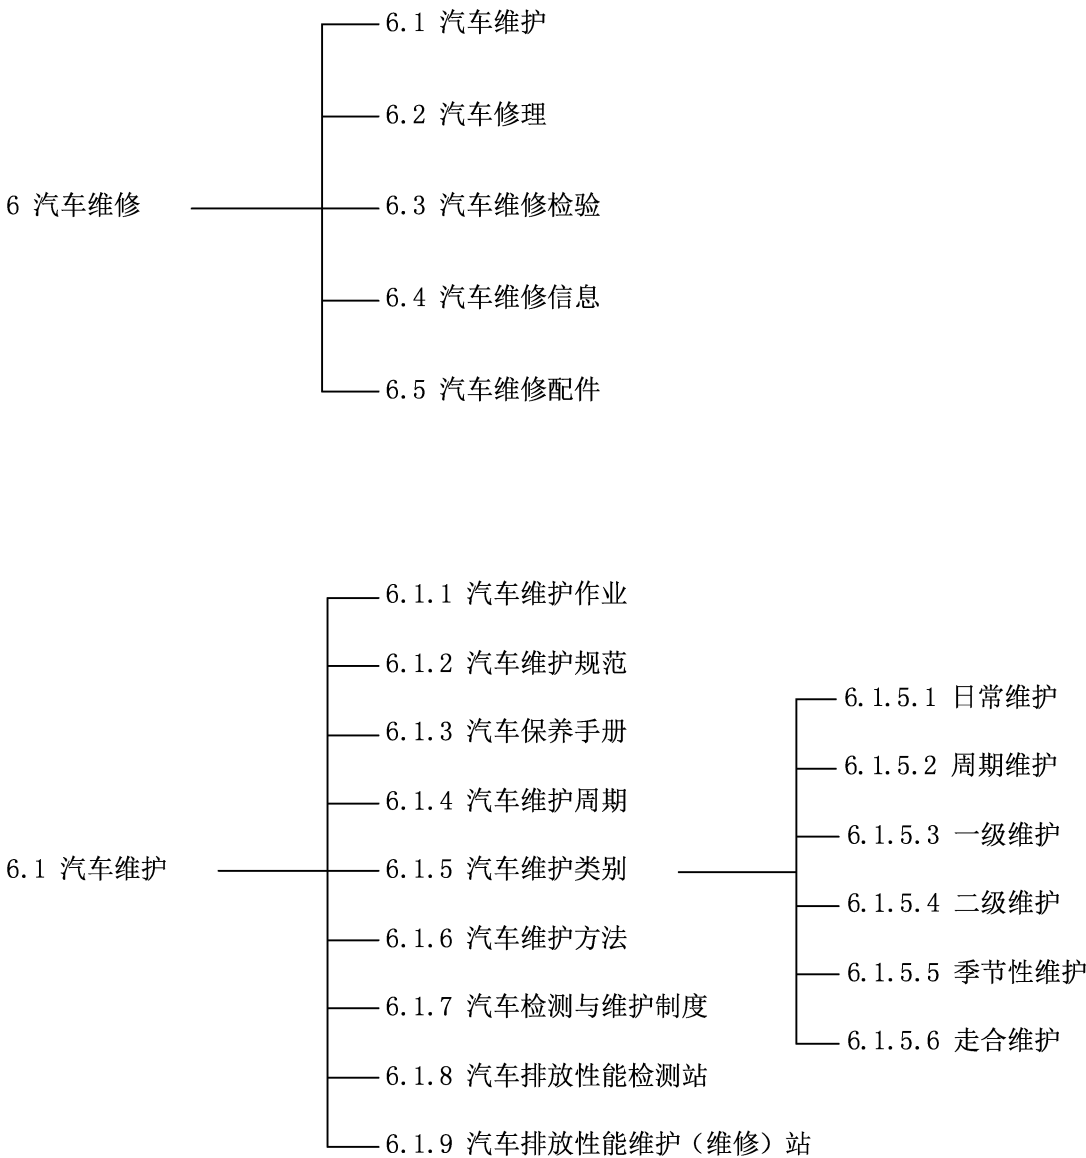 6 汽车维修
6.1 汽车维护
6.2 汽车修理
6.3 汽车维修检验
6.4 汽车维修信息
6.5 汽车维修配件
6.1 汽车维护
6.1.1 汽车维护作业
6.1.2 汽车维护规范
6.1.3 汽车保养手册
6.1.4 汽车维护周期
6.1.5 汽车维护类别
6.1.5.1 日常维护
6.1.5.2 周期维护
6.1.5.3 一级维护
6.1.5.4 二级维护
6.1.5.5 季节性维护
6.1.5.6 走合维护
6.1.6 汽车维护方法
6.1.7 汽车检测与维护制度
6.1.8 汽车排放性能检测站
6.1.9 汽车排放性能维护（维修）站